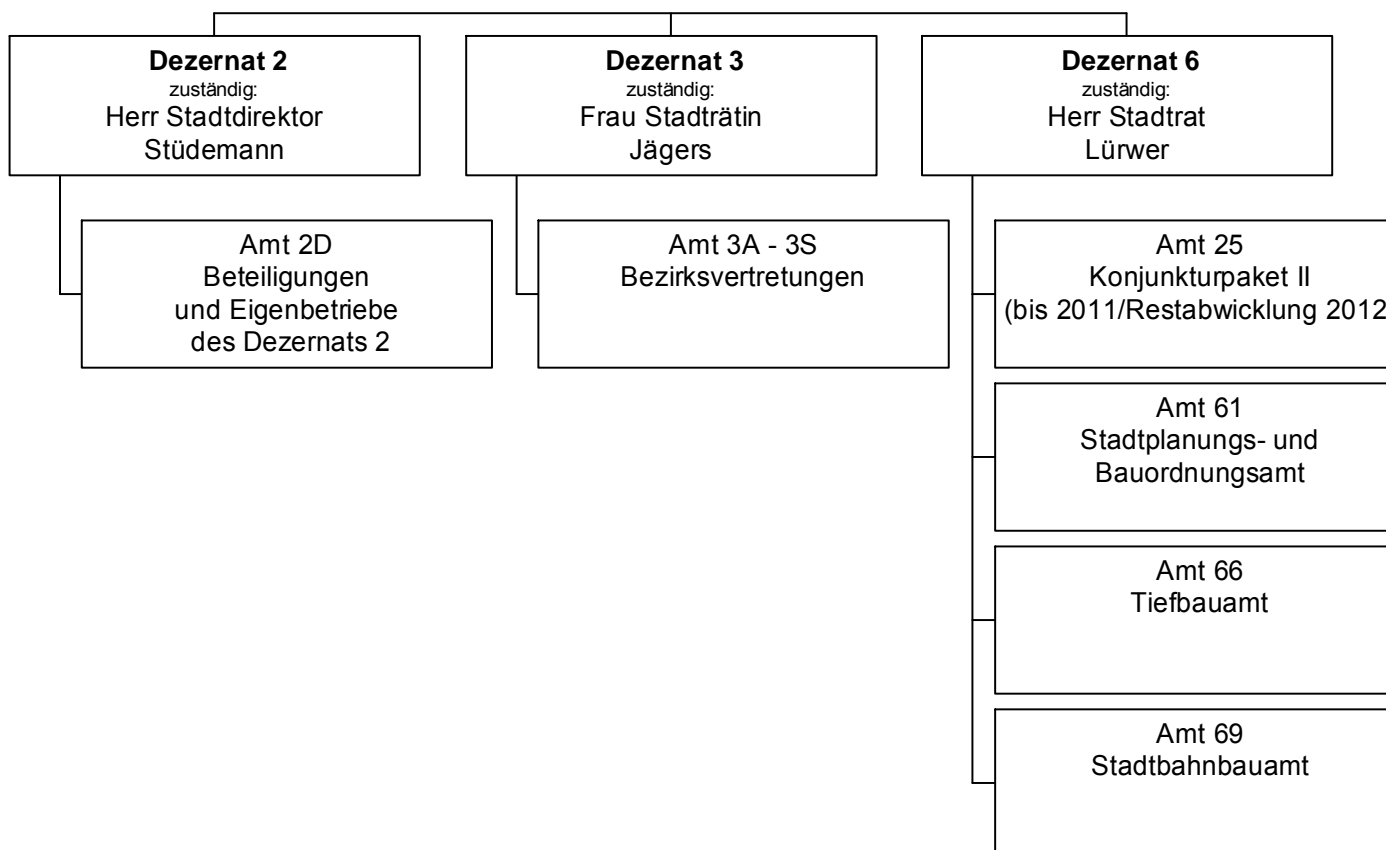 Dezernat 2
zuständig:
Herr Stadtdirektor
Stüdemann
Dezernat 3
zuständig:
Frau Stadträtin
Jägers
Dezernat 6
zuständig:
Herr Stadtrat
Lürwer
Amt 2D
Beteiligungen
und Eigenbetriebe
des Dezernats 2
Amt 3A - 3S
Bezirksvertretungen
Amt 25
Konjunkturpaket II
(bis 2011/Restabwicklung 2012
Amt 61
Stadtplanungs- und
Bauordnungsamt
Amt 66
Tiefbauamt
Amt 69
Stadtbahnbauamt